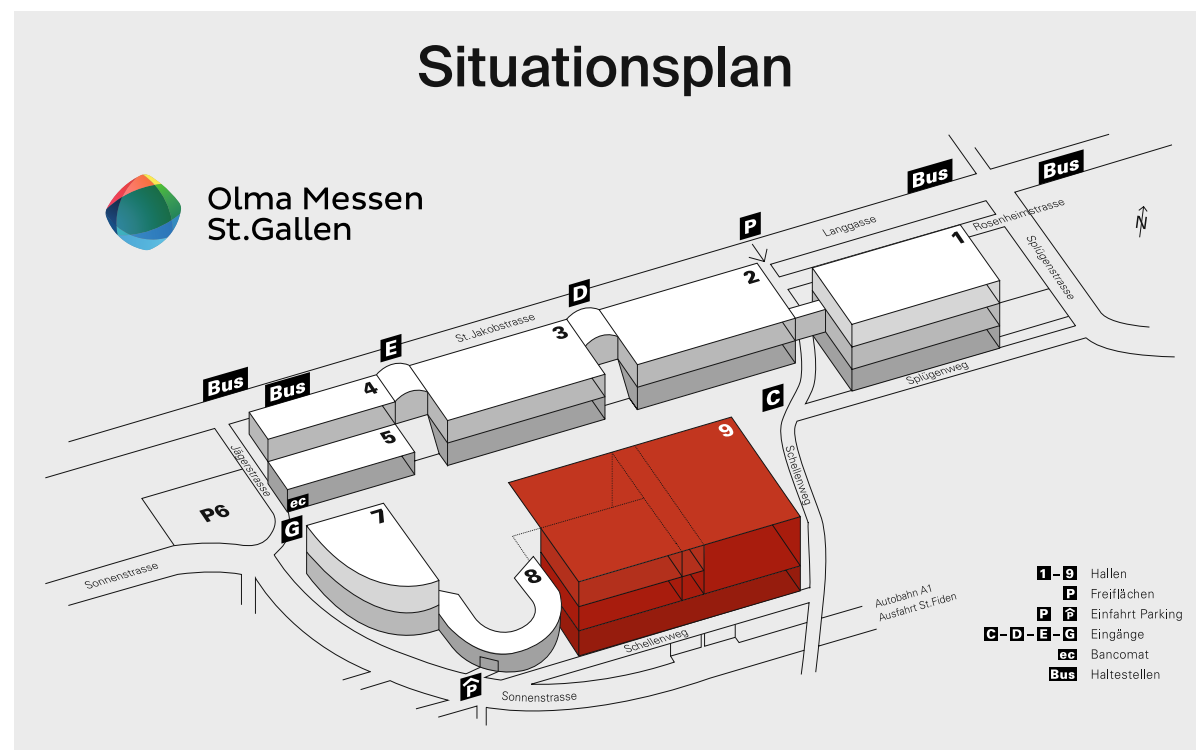 Situationsplan
Olma Messen
St.Gallen
Bus
Bus
P
Langgasse
Rosenheimstrasse
N
1
Splügenstrasse
2
D
3
St. Jakobstrasse
E
Bus
Bus
4
5
C
Splügenweg
9
Jägerstrasse
Schellenweg
ec
P6
G
7
8
Sonnenstrasse
Autobahn A1
Ausfahrt St.Fiden
Schellenweg
P
Sonnenstrasse
1-9 Hallen
P Freiflächen
P P Einfahrt Parking
C-D-E-G Eingänge
ec Bancomat
Bus Haltestellen